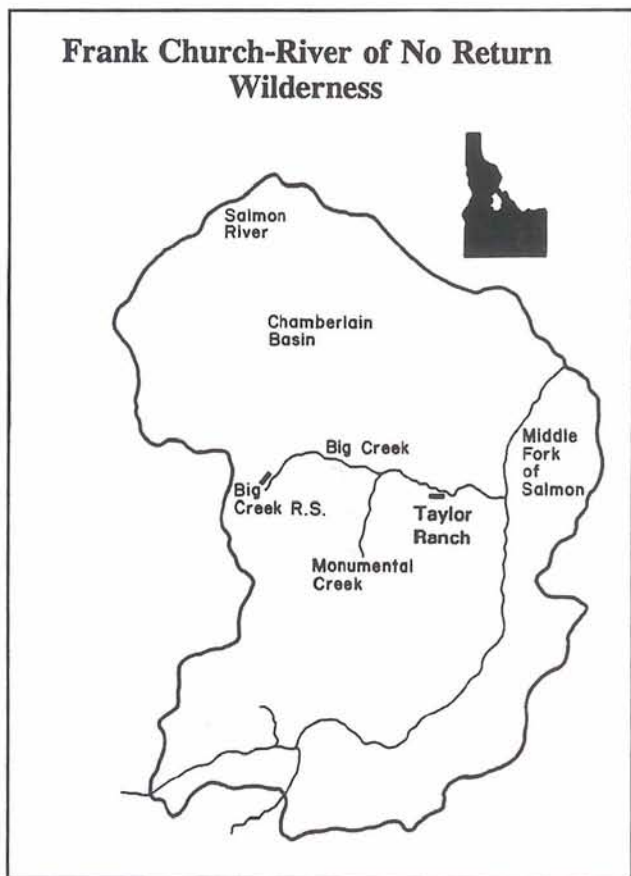 Frank Church-River of No Return
Wilderness
Salmon
River
Chamberlain
Basin
Big Creek
Middle
Fork
of
Salmon
Big
Creek R.S.
Taylor
Ranch
Monumental
Creek